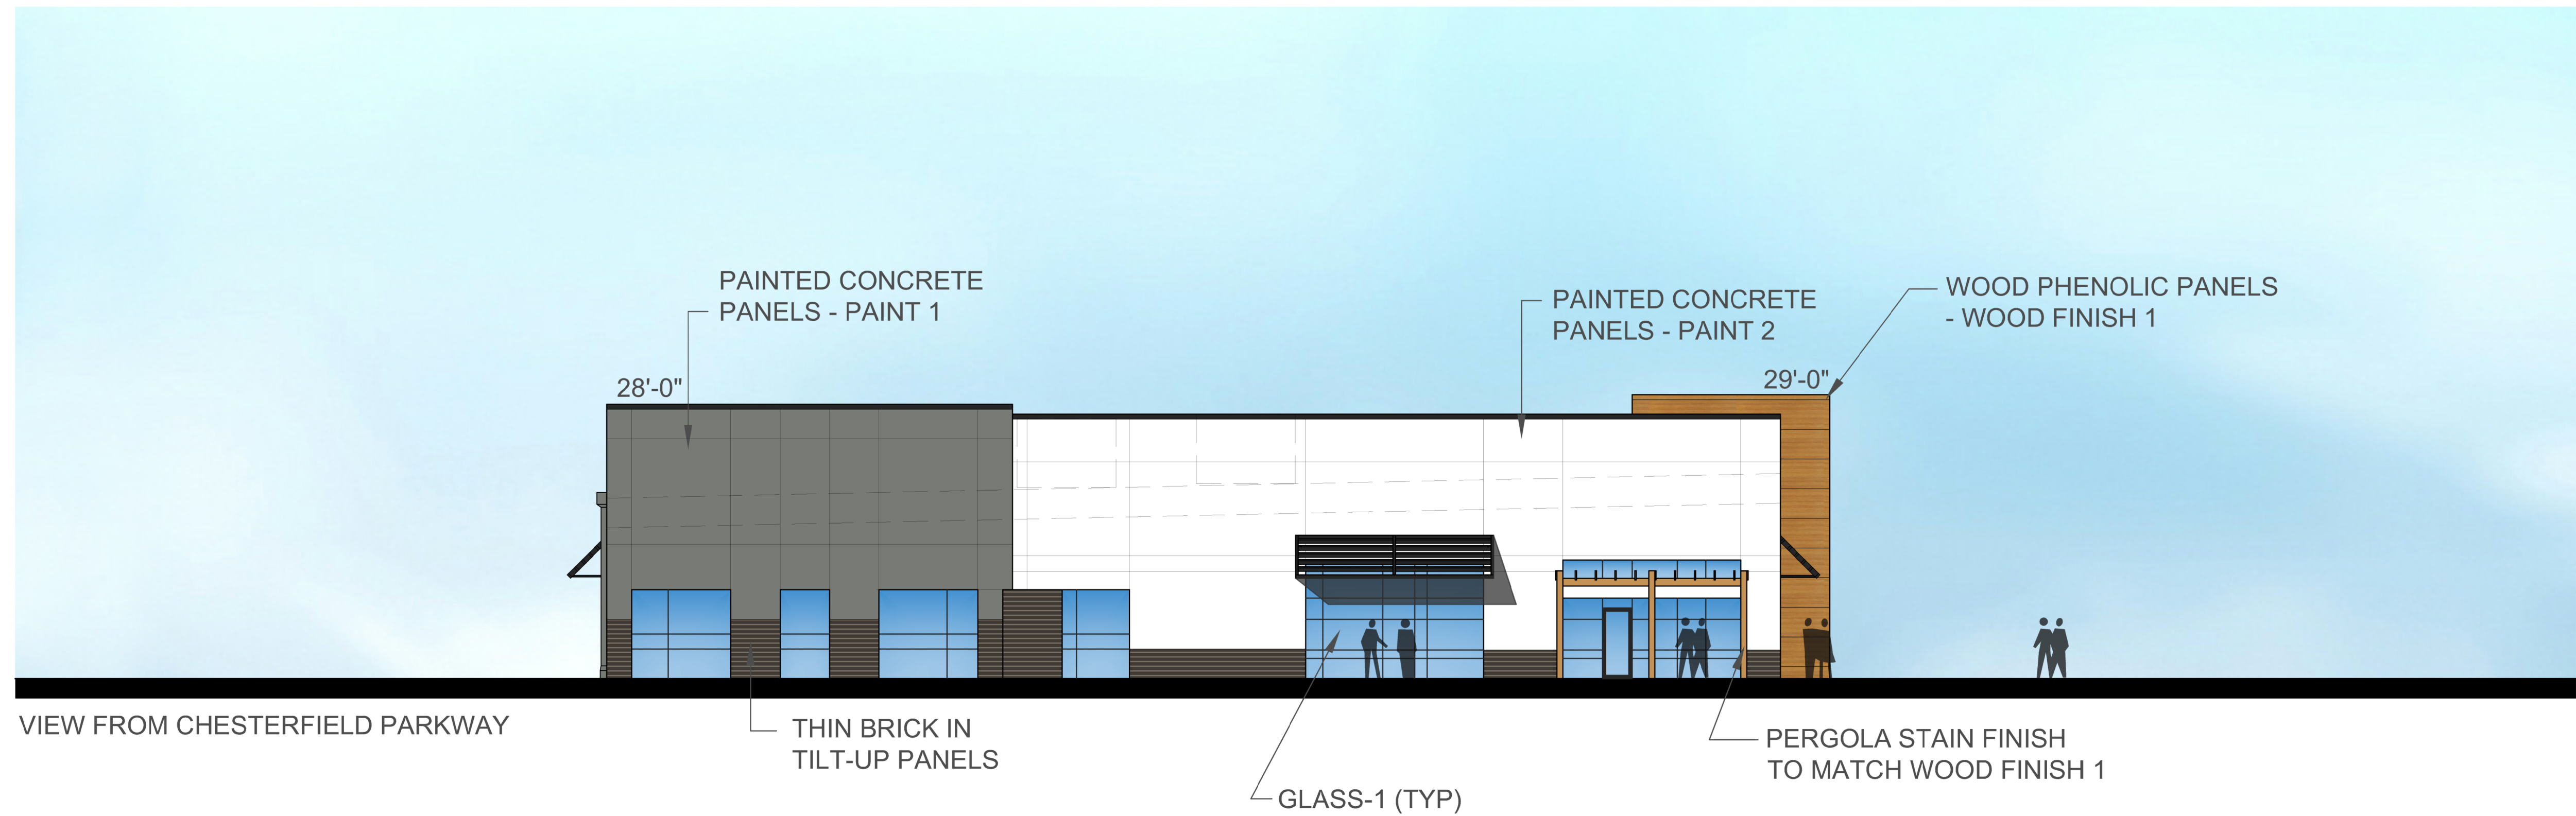 PAINTED CONCRETE
PANELS - PAINT 1
PAINTED CONCRETE
PANELS - PAINT 2
WOOD PHENOLIC PANELS
- WOOD FINISH 1
28'-0"
29'-0"
VIEW FROM CHESTERFIELD PARKWAY
THIN BRICK IN
TILT-UP PANELS
GLASS-1 (TYP)
PERGOLA STAIN FINISH
TO MATCH WOOD FINISH 1